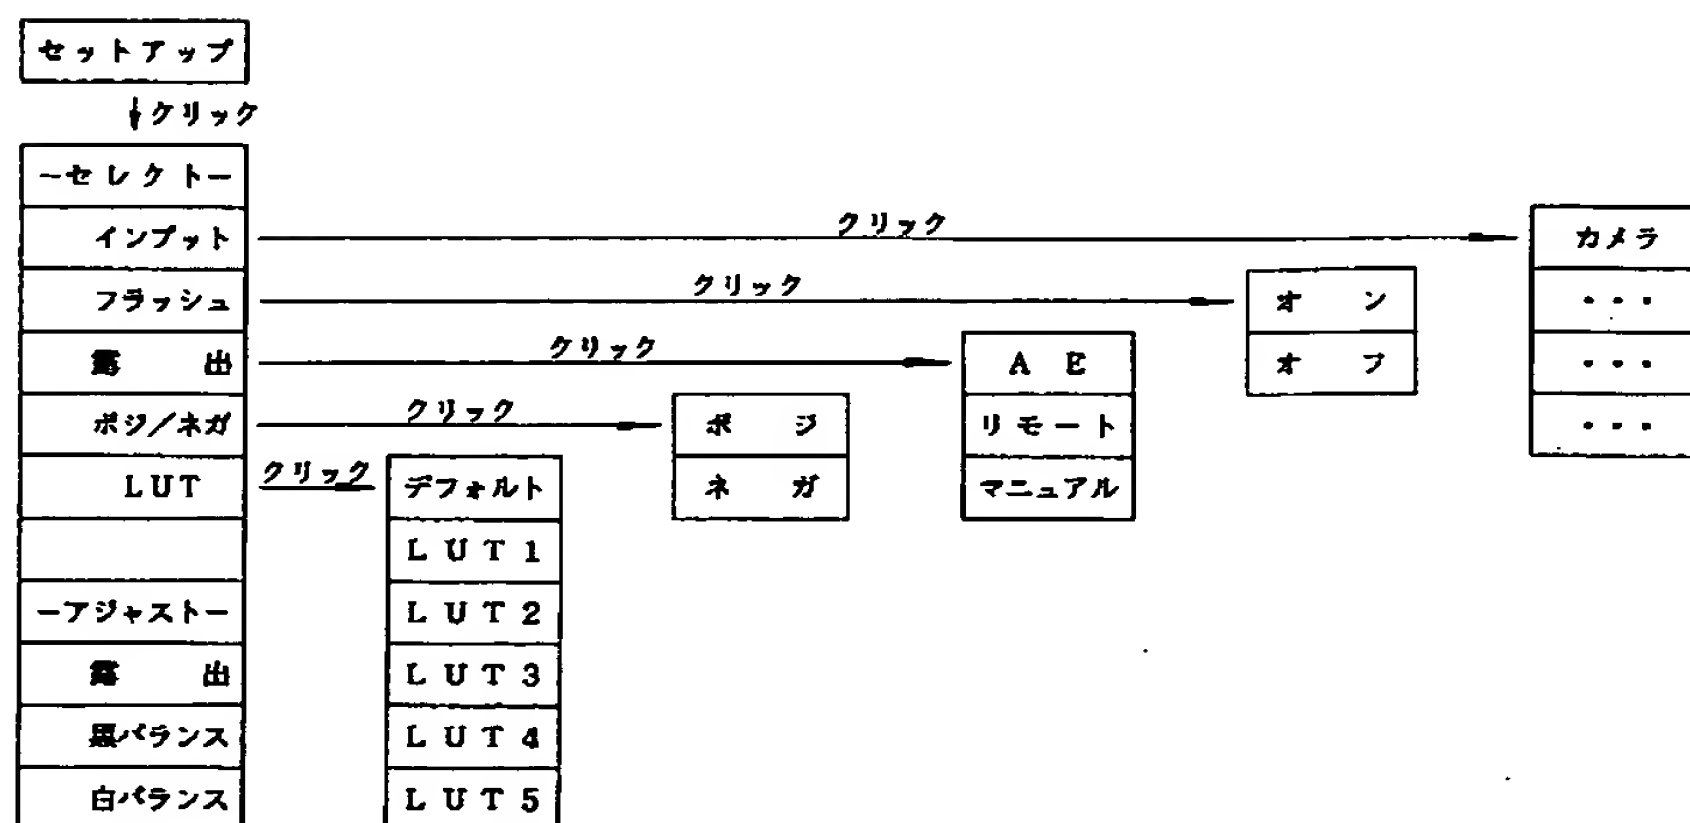 セットアップ
クリック
ーセレクトー
インプット クリック カメラ
フラッシュ クリック オン ・・・
露出 クリック AE オフ ・・・
ポジ/ネガ クリック ポジ リモート ・・・
LUT クリック デフォルト ネガ マニュアル
LUT1
ーアジャストー LUT2
露出 LUT3
黒バランス LUT4
白バランス LUT5